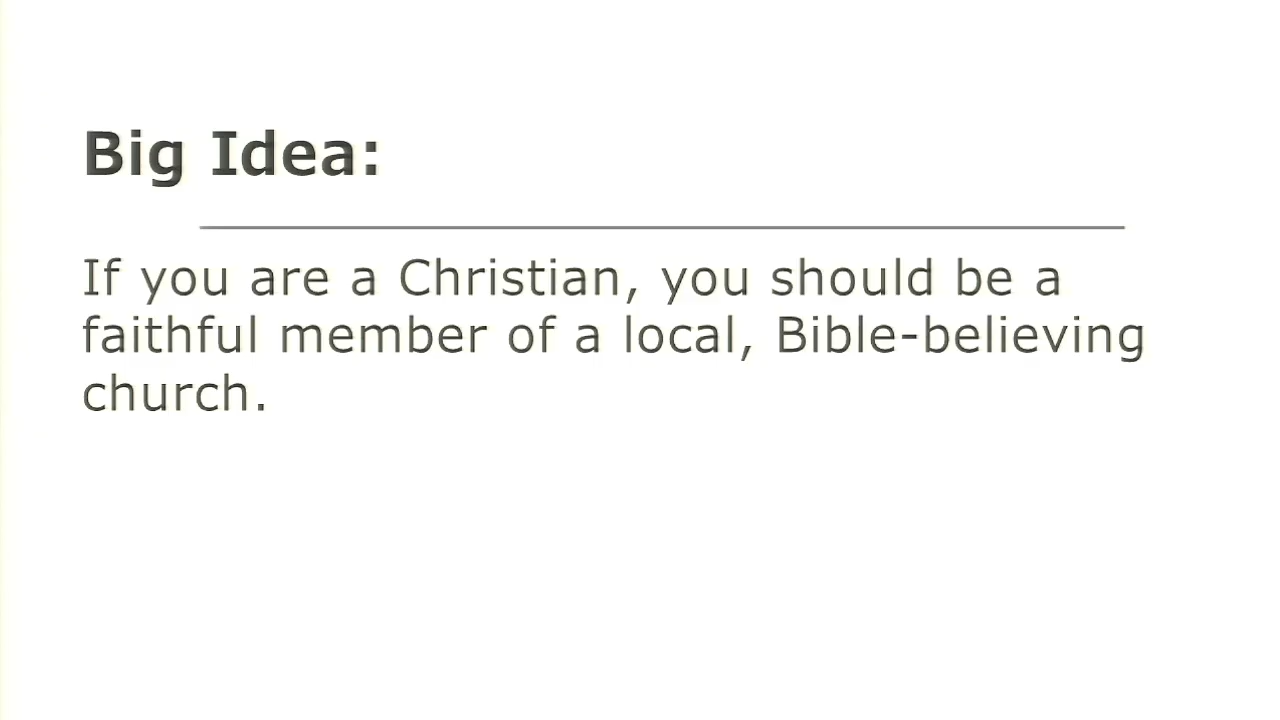 Big Idea:
If you are a Christian, you should be a
faithful member of a local, Bible-believing
church.